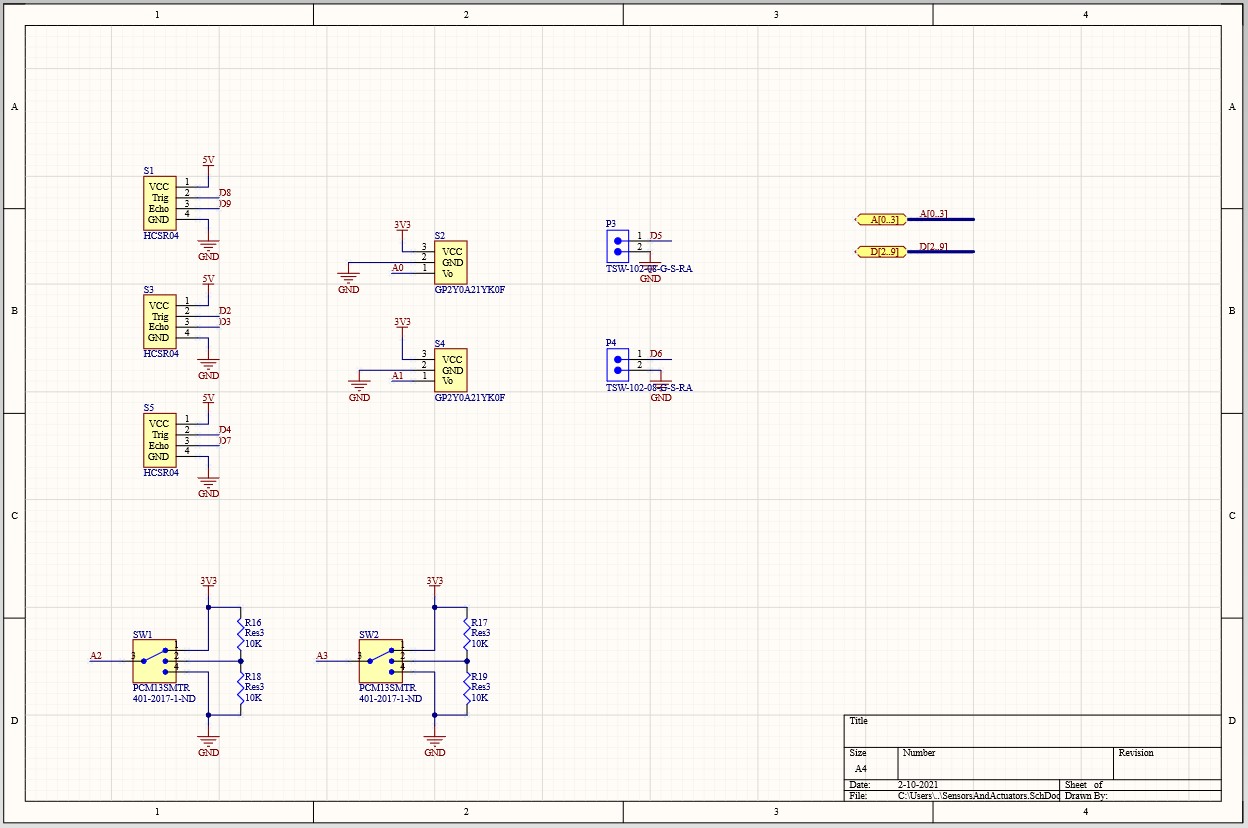 1 2 3 4
A A
B B
C C
D D
5V
S1
VCC 1
Trig 2 D8
Echo 3 D9
GND 4
HCSR04
GND
5V
S3
VCC 1
Trig 2 D2
Echo 3 D3
GND 4
HCSR04
GND
5V
S5
VCC 1
Trig 2 D4
Echo 3 D7
GND 4
HCSR04
GND
3V3
S2
3 VCC
2 GND
A0 1 Vo
GND
GP2Y0A21YK0F
3V3
S4
3 VCC
2 GND
A1 1 Vo
GND
GP2Y0A21YK0F
P3
1 D5
2
TSW-102-08-G-S-RA
GND
P4
1 D6
2
TSW-102-08-G-S-RA
GND
A[0..3] A[0..3]
D[2..9] D[2..9]
3V3
R16
Res3
10K
SW1
1
A2 3 2
4
PCM13SMTR
401-2017-1-ND
R18
Res3
10K
GND
3V3
R17
Res3
10K
SW2
1
A3 3 2
4
PCM13SMTR
401-2017-1-ND
R19
Res3
10K
GND
Title
Size Number Revision
A4
Date: 2-10-2021 Sheet of
File: C:\Users\..\SensorsAndActuators.SchDoc Drawn By:
1 2 3 4